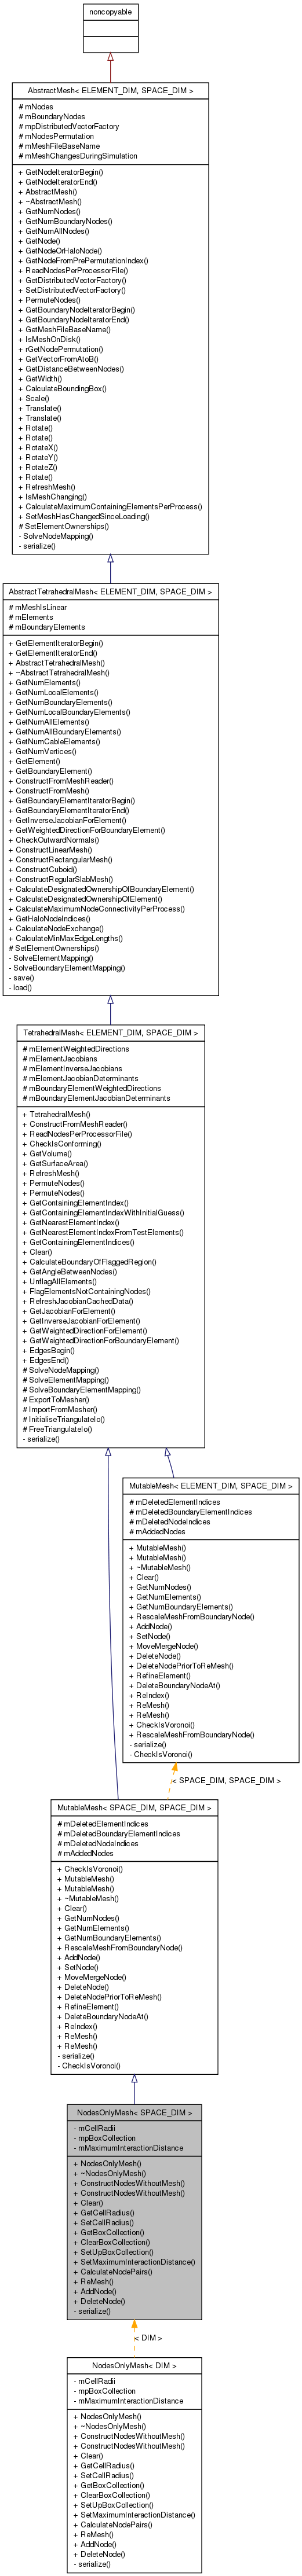 noncopyable
AbstractMesh< ELEMENT_DIM, SPACE_DIM >
# mNodes
# mBoundaryNodes
# mpDistributedVectorFactory
# mNodesPermutation
# mMeshFileBaseName
# mMeshChangesDuringSimulation
+ GetNodeIteratorBegin()
+ GetNodeIteratorEnd()
+ AbstractMesh()
+ ~AbstractMesh()
+ GetNumNodes()
+ GetNumBoundaryNodes()
+ GetNumAllNodes()
+ GetNode()
+ GetNodeOrHaloNode()
+ GetNodeFromPrePermutationIndex()
+ ReadNodesPerProcessorFile()
+ GetDistributedVectorFactory()
+ SetDistributedVectorFactory()
+ PermuteNodes()
+ GetBoundaryNodeIteratorBegin()
+ GetBoundaryNodeIteratorEnd()
+ GetMeshFileBaseName()
+ IsMeshOnDisk()
+ rGetNodePermutation()
+ GetVectorFromAtoB()
+ GetDistanceBetweenNodes()
+ GetWidth()
+ CalculateBoundingBox()
+ Scale()
+ Translate()
+ Translate()
+ Rotate()
+ Rotate()
+ RotateX()
+ RotateY()
+ RotateZ()
+ Rotate()
+ RefreshMesh()
+ IsMeshChanging()
+ CalculateMaximumContainingElementsPerProcess()
+ SetMeshHasChangedSinceLoading()
# SetElementOwnerships()
- SolveNodeMapping()
- serialize()
AbstractTetrahedralMesh< ELEMENT_DIM, SPACE_DIM >
# mMeshIsLinear
# mElements
# mBoundaryElements
+ GetElementIteratorBegin()
+ GetElementIteratorEnd()
+ AbstractTetrahedralMesh()
+ ~AbstractTetrahedralMesh()
+ GetNumElements()
+ GetNumLocalElements()
+ GetNumBoundaryElements()
+ GetNumLocalBoundaryElements()
+ GetNumAllElements()
+ GetNumAllBoundaryElements()
+ GetNumCableElements()
+ GetNumVertices()
+ GetElement()
+ GetBoundaryElement()
+ ConstructFromMeshReader()
+ ConstructFromMesh()
+ GetBoundaryElementIteratorBegin()
+ GetBoundaryElementIteratorEnd()
+ GetInverseJacobianForElement()
+ GetWeightedDirectionForBoundaryElement()
+ CheckOutwardNormals()
+ ConstructLinearMesh()
+ ConstructRectangularMesh()
+ ConstructCuboid()
+ ConstructRegularSlabMesh()
+ CalculateDesignatedOwnershipOfBoundaryElement()
+ CalculateDesignatedOwnershipOfElement()
+ CalculateMaximumNodeConnectivityPerProcess()
+ GetHaloNodeIndices()
+ CalculateNodeExchange()
+ CalculateMinMaxEdgeLengths()
# SetElementOwnerships()
- SolveElementMapping()
- SolveBoundaryElementMapping()
- save()
- load()
TetrahedralMesh< ELEMENT_DIM, SPACE_DIM >
# mElementWeightedDirections
# mElementJacobians
# mElementInverseJacobians
# mElementJacobianDeterminants
# mBoundaryElementWeightedDirections
# mBoundaryElementJacobianDeterminants
+ TetrahedralMesh()
+ ConstructFromMeshReader()
+ ReadNodesPerProcessorFile()
+ CheckIsConforming()
+ GetVolume()
+ GetSurfaceArea()
+ RefreshMesh()
+ PermuteNodes()
+ PermuteNodes()
+ GetContainingElementIndex()
+ GetContainingElementIndexWithInitialGuess()
+ GetNearestElementIndex()
+ GetNearestElementIndexFromTestElements()
+ GetContainingElementIndices()
+ Clear()
+ CalculateBoundaryOfFlaggedRegion()
+ GetAngleBetweenNodes()
+ UnflagAllElements()
+ FlagElementsNotContainingNodes()
+ RefreshJacobianCachedData()
+ GetJacobianForElement()
+ GetInverseJacobianForElement()
+ GetWeightedDirectionForElement()
+ GetWeightedDirectionForBoundaryElement()
+ EdgesBegin()
+ EdgesEnd()
# SolveNodeMapping()
# SolveElementMapping()
# SolveBoundaryElementMapping()
# ExportToMesher()
# ImportFromMesher()
# InitialiseTriangulateIo()
# FreeTriangulateIo()
- serialize()
MutableMesh< ELEMENT_DIM, SPACE_DIM >
# mDeletedElementIndices
# mDeletedBoundaryElementIndices
# mDeletedNodeIndices
# mAddedNodes
+ MutableMesh()
+ MutableMesh()
+ ~MutableMesh()
+ Clear()
+ GetNumNodes()
+ GetNumElements()
+ GetNumBoundaryElements()
+ RescaleMeshFromBoundaryNode()
+ AddNode()
+ SetNode()
+ MoveMergeNode()
+ DeleteNode()
+ DeleteNodePriorToReMesh()
+ RefineElement()
+ DeleteBoundaryNodeAt()
+ ReIndex()
+ ReMesh()
+ ReMesh()
+ CheckIsVoronoi()
+ RescaleMeshFromBoundaryNode()
- serialize()
- CheckIsVoronoi()
< SPACE_DIM, SPACE_DIM >
MutableMesh< SPACE_DIM, SPACE_DIM >
# mDeletedElementIndices
# mDeletedBoundaryElementIndices
# mDeletedNodeIndices
# mAddedNodes
+ CheckIsVoronoi()
+ MutableMesh()
+ MutableMesh()
+ ~MutableMesh()
+ Clear()
+ GetNumNodes()
+ GetNumElements()
+ GetNumBoundaryElements()
+ RescaleMeshFromBoundaryNode()
+ AddNode()
+ SetNode()
+ MoveMergeNode()
+ DeleteNode()
+ DeleteNodePriorToReMesh()
+ RefineElement()
+ DeleteBoundaryNodeAt()
+ ReIndex()
+ ReMesh()
+ ReMesh()
- serialize()
- CheckIsVoronoi()
NodesOnlyMesh< SPACE_DIM >
- mCellRadii
- mpBoxCollection
- mMaximumInteractionDistance
+ NodesOnlyMesh()
+ ~NodesOnlyMesh()
+ ConstructNodesWithoutMesh()
+ ConstructNodesWithoutMesh()
+ Clear()
+ GetCellRadius()
+ SetCellRadius()
+ GetBoxCollection()
+ ClearBoxCollection()
+ SetUpBoxCollection()
+ SetMaximumInteractionDistance()
+ CalculateNodePairs()
+ ReMesh()
+ AddNode()
+ DeleteNode()
- serialize()
< DIM >
NodesOnlyMesh< DIM >
- mCellRadii
- mpBoxCollection
- mMaximumInteractionDistance
+ NodesOnlyMesh()
+ ~NodesOnlyMesh()
+ ConstructNodesWithoutMesh()
+ ConstructNodesWithoutMesh()
+ Clear()
+ GetCellRadius()
+ SetCellRadius()
+ GetBoxCollection()
+ ClearBoxCollection()
+ SetUpBoxCollection()
+ SetMaximumInteractionDistance()
+ CalculateNodePairs()
+ ReMesh()
+ AddNode()
+ DeleteNode()
- serialize()